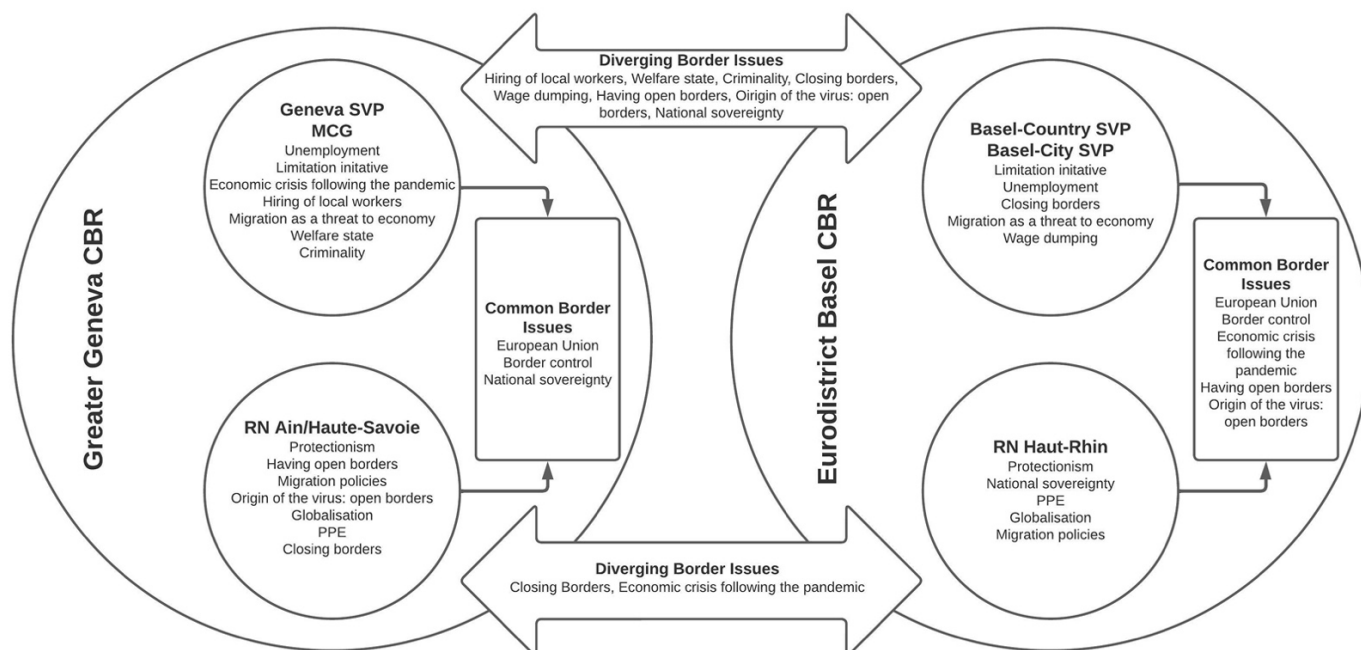 Greater Geneva CBR
Geneva SVP
MCG
Unemployment
Limitation initative
Economic crisis following the pandemic
Hiring of local workers
Migration as a threat to economy
Welfare state
Criminality
RN Ain/Haute-Savoie
Protectionism
Having open borders
Migration policies
Origin of the virus: open borders
Globalisation
PPE
Closing borders
Common Border
Issues
European Union
Border control
National sovereignty
Diverging Border Issues
Hiring of local workers, Welfare state, Criminality, Closing borders,
Wage dumping, Having open borders, Oirigin of the virus: open
borders, National sovereignty
Diverging Border Issues
Closing Borders, Economic crisis following the pandemic
Eurodistrict Basel CBR
Basel-Country SVP
Basel-City SVP
Limitation initative
Unemployment
Closing borders
Migration as a threat to economy
Wage dumping
RN Haut-Rhin
Protectionism
National sovereignty
PPE
Globalisation
Migration policies
Common Border
Issues
European Union
Border control
Economic crisis
following the
pandemic
Having open borders
Origin of the virus:
open borders